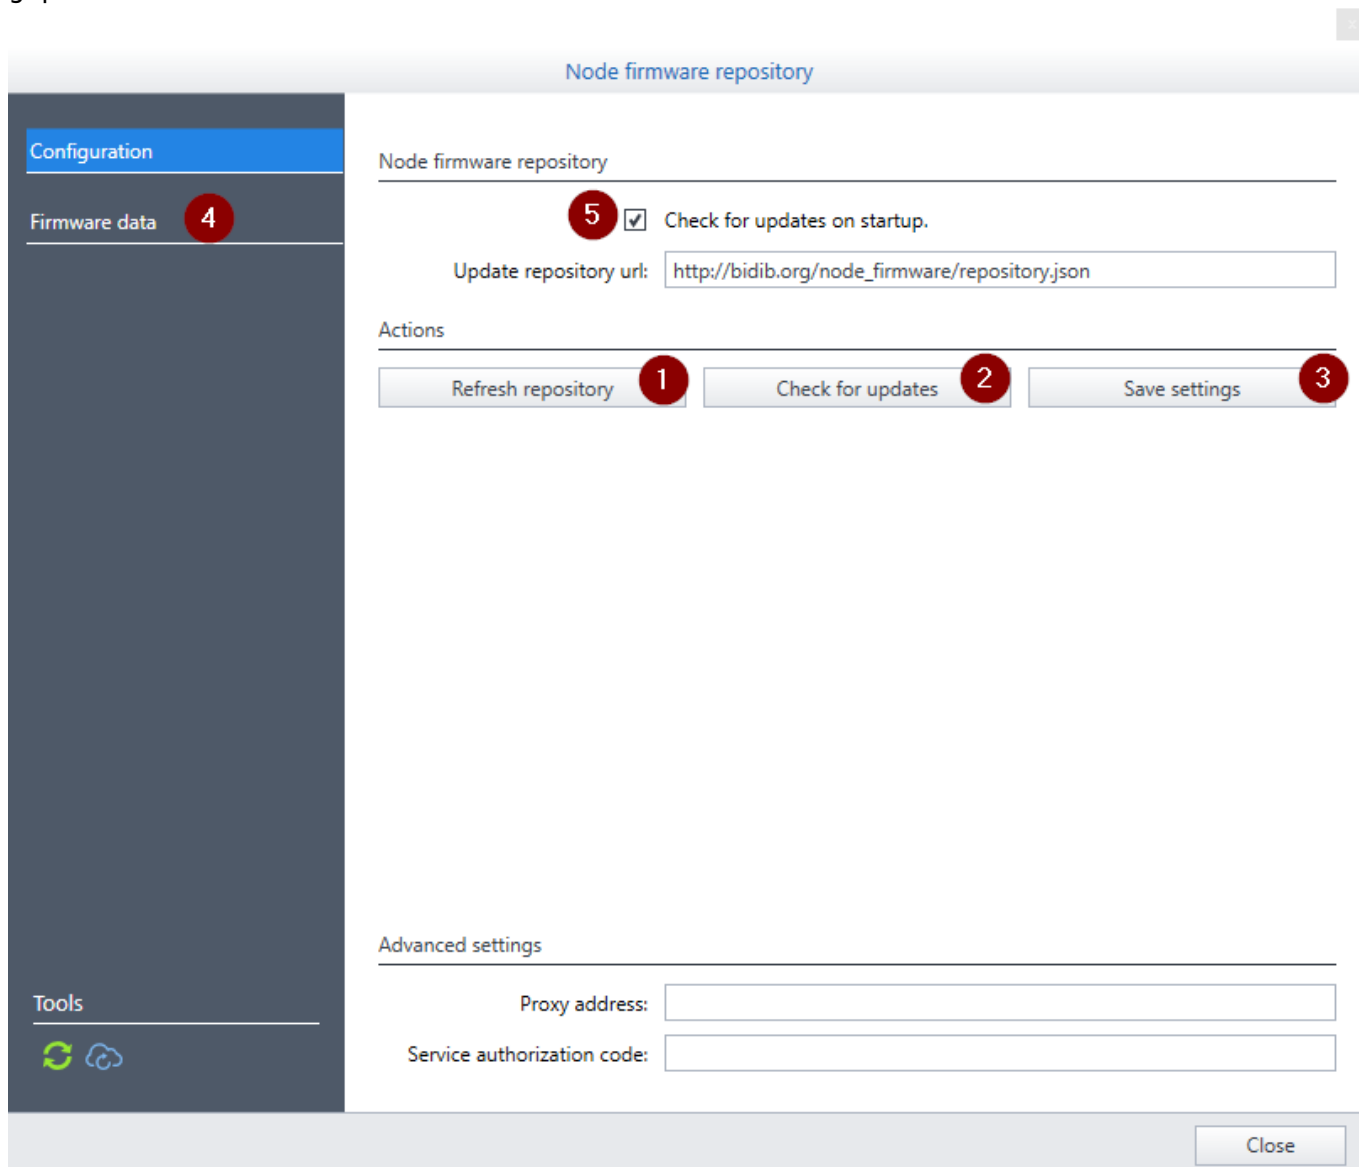 Node firmware repository
Configuration
Node firmware repository
Firmware data 4
5 Check for updates on startup.
Update repository url: http://bidib.org/node_firmware/repository.json
Actions
Refresh repository 1 Check for updates 2 Save settings 3
Advanced settings
Tools
Proxy address:
Service authorization code:
Close